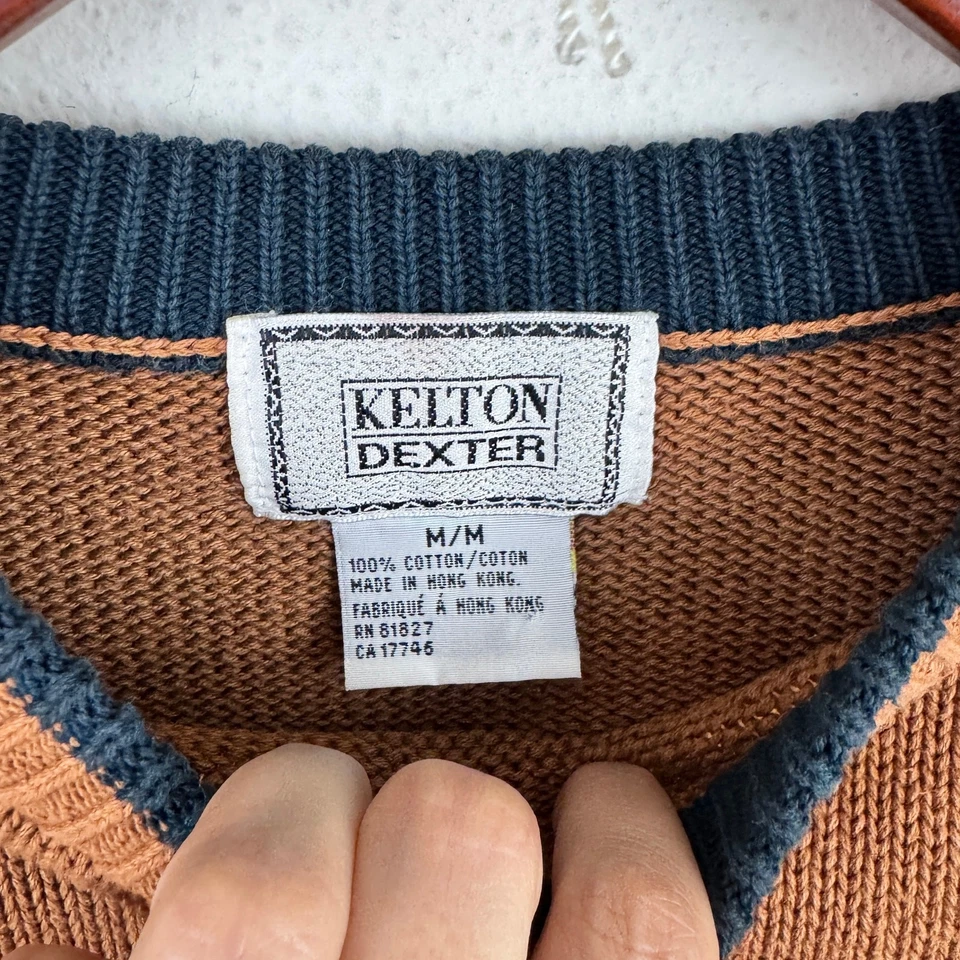 KELTON
DEXTER
M/M
100% COTTON/COTON
MADE IN HONG KONG.
FABRIQUÉ Á HONG KONG
RN 81827
CA 17746